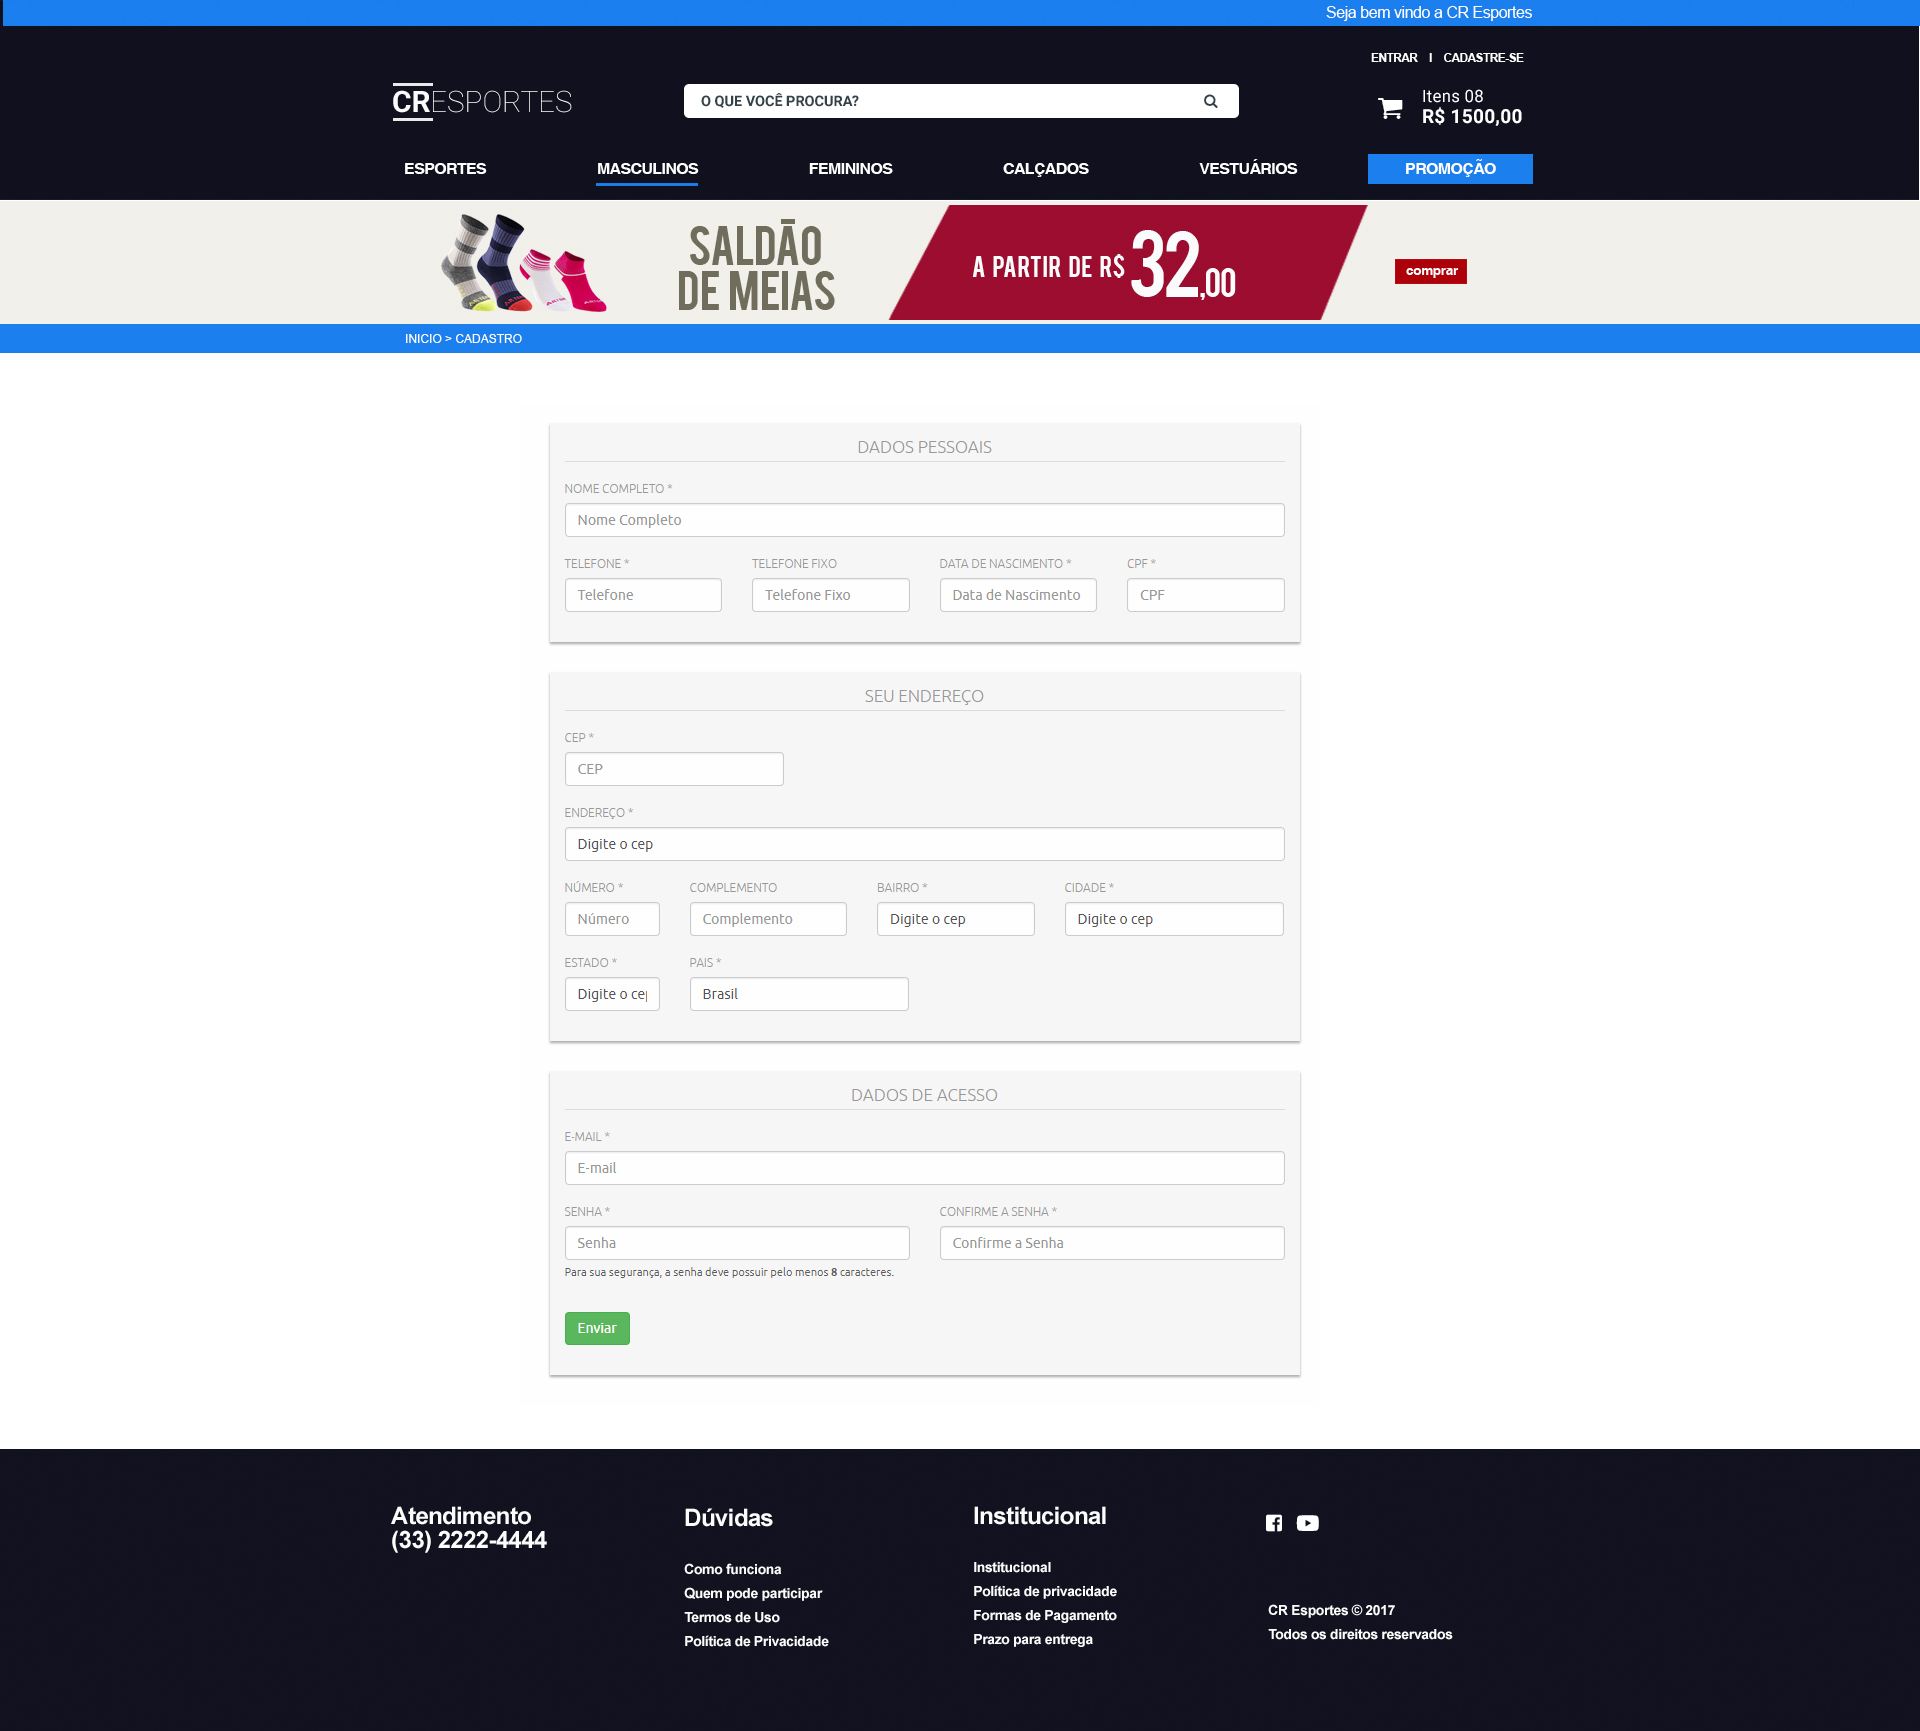 Seja bem vindo a CR Esportes
ENTRAR | CADASTRE-SE
CRESPORTES
O QUE VOCÊ PROCURA?
Itens 08
R$ 1500,00
ESPORTES MASCULINOS FEMININOS CALÇADOS VESTUÁRIOS PROMOÇÃO
SALDÃO
DE MEIAS
A PARTIR DE R$ 32,00
comprar
INICIO > CADASTRO
DADOS PESSOAIS
NOME COMPLETO *
Nome Completo
TELEFONE * TELEFONE FIXO DATA DE NASCIMENTO * CPF *
Telefone Telefone Fixo Data de Nascimento CPF
SEU ENDEREÇO
CEP *
CEP
ENDEREÇO *
Digite o cep
NÚMERO * COMPLEMENTO BAIRRO * CIDADE *
Número Complemento Digite o cep Digite o cep
ESTADO * PAIS *
Digite o cep Brasil
DADOS DE ACESSO
E-MAIL *
E-mail
SENHA * CONFIRME A SENHA *
Senha Confirme a Senha
Para sua segurança, a senha deve possuir pelo menos 8 caracteres.
Enviar
Atendimento
(33) 2222-4444
Dúvidas
Como funciona
Quem pode participar
Termos de Uso
Política de Privacidade
Institucional
Institucional
Política de privacidade
Formas de Pagamento
Prazo para entrega
CR Esportes © 2017
Todos os direitos reservados